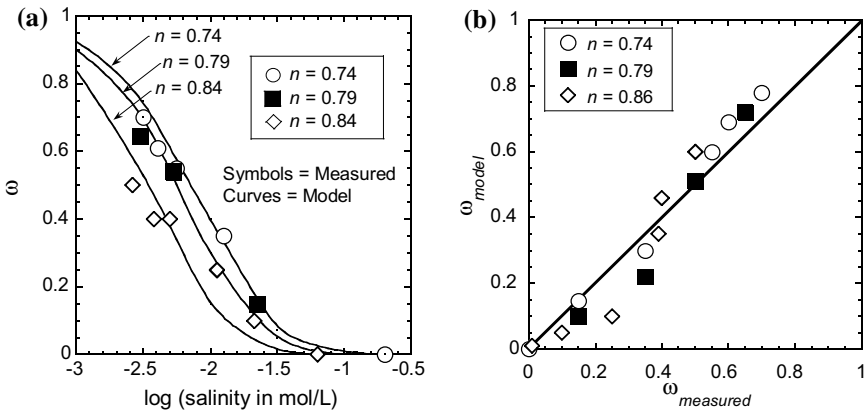 (a)
1
0.8
0.6
0.4
0.2
0
ω
n = 0.74
n = 0.79
n = 0.84
n = 0.74
n = 0.79
n = 0.84
Symbols = Measured
Curves = Model
-3 -2.5 -2 -1.5 -1 -0.5
log (salinity in mol/L)
(b)
1
0.8
0.6
0.4
0.2
0
ωmodel
n = 0.74
n = 0.79
n = 0.86
0 0.2 0.4 0.6 0.8 1
ωmeasured